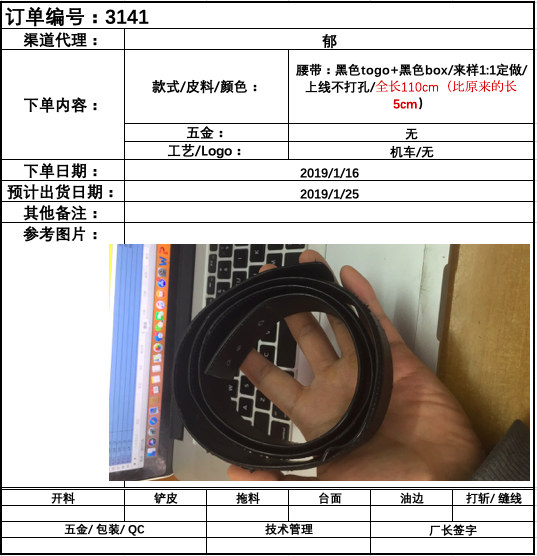 订单编号：3141
渠道代理：
郁
下单内容：
款式/皮料/颜色：
腰带：黑色togo+黑色box/来样1:1定做/
上线不打孔/全长110cm（比原来的长
5cm）
五金：
无
工艺/Logo：
机车/无
下单日期：
2019/1/16
预计出货日期：
2019/1/25
其他备注：
参考图片：
开料
铲皮
拖料
台面
油边
打斩/ 缝线
五金/ 包装/ QC
技术管理
厂长签字